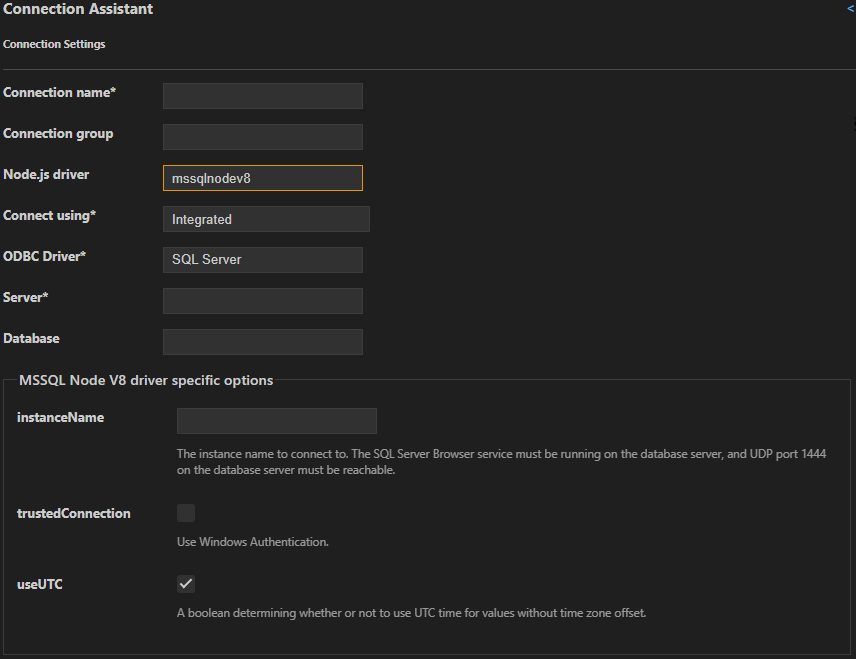 Connection Assistant
<
Connection Settings
Connection name*
Connection group
Node.js driver
mssqlnodev8
Connect using*
Integrated
ODBC Driver*
SQL Server
Server*
Database
MSSQL Node V8 driver specific options
instanceName
The instance name to connect to. The SQL Server Browser service must be running on the database server, and UDP port 1444
on the database server must be reachable.
trustedConnection
Use Windows Authentication.
useUTC
A boolean determining whether or not to use UTC time for values without time zone offset.